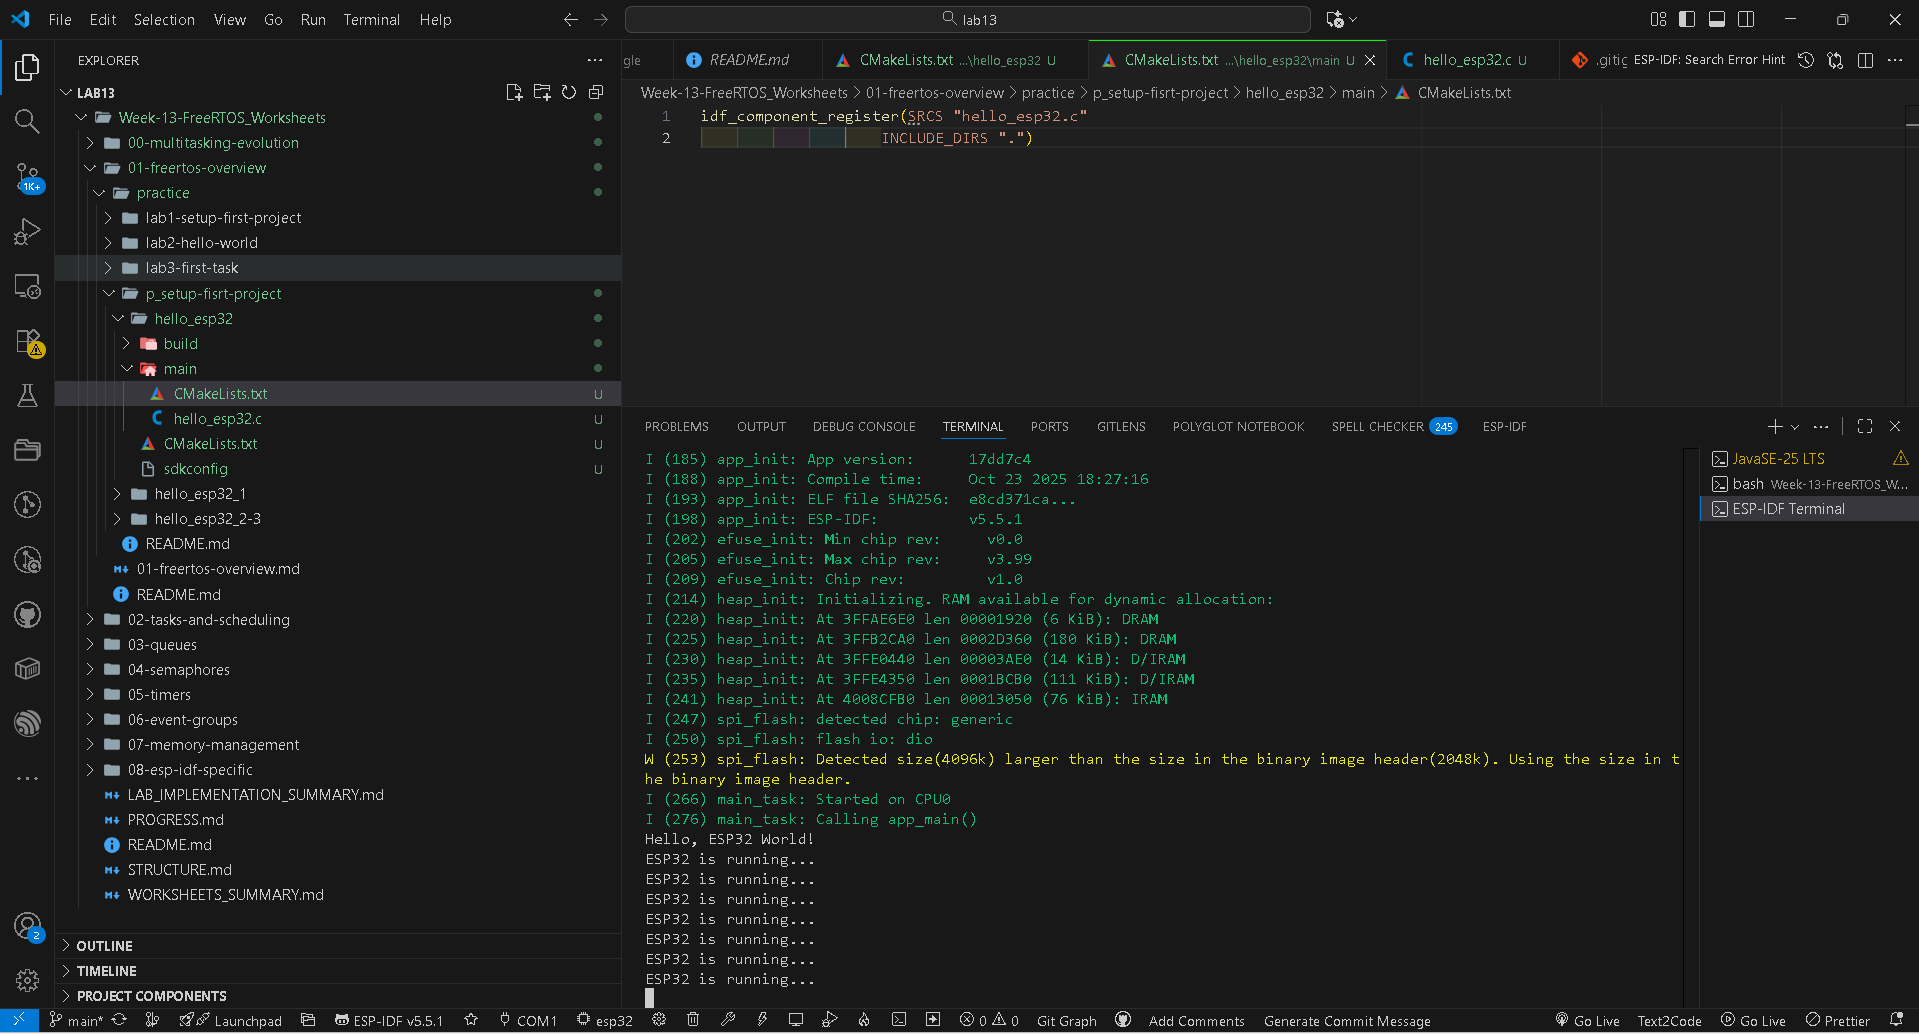 File Edit Selection View Go Run Terminal Help
lab13
EXPLORER
LAB13
Week-13-FreeRTOS_Worksheets
00-multitasking-evolution
01-freertos-overview
practice
lab1-setup-first-project
lab2-hello-world
lab3-first-task
p_setup-fisrt-project
hello_esp32
build
main
CMakeLists.txt U
hello_esp32.c U
CMakeLists.txt U
sdkconfig U
hello_esp32_1
hello_esp32_2-3
README.md
01-freertos-overview.md
README.md
02-tasks-and-scheduling
03-queues
04-semaphores
05-timers
06-event-groups
07-memory-management
08-esp-idf-specific
LAB_IMPLEMENTATION_SUMMARY.md
PROGRESS.md
README.md
STRUCTURE.md
WORKSHEETS_SUMMARY.md
OUTLINE
TIMELINE
PROJECT COMPONENTS
1K+
2
gle README.md CMakeLists.txt ...\hello_esp32 U CMakeLists.txt ...\hello_esp32\main U hello_esp32.c U .gitig ESP-IDF: Search Error Hint
Week-13-FreeRTOS_Worksheets > 01-freertos-overview > practice > p_setup-fisrt-project > hello_esp32 > main > CMakeLists.txt
1 idf_component_register(SRCS "hello_esp32.c"
2 INCLUDE_DIRS ".")
PROBLEMS OUTPUT DEBUG CONSOLE TERMINAL PORTS GITLENS POLYGLOT NOTEBOOK SPELL CHECKER 245 ESP-IDF
I (185) app_init: App version: 17dd7c4
I (188) app_init: Compile time: Oct 23 2025 18:27:16
I (193) app_init: ELF file SHA256: e8cd371ca...
I (198) app_init: ESP-IDF: v5.5.1
I (202) efuse_init: Min chip rev: v0.0
I (205) efuse_init: Max chip rev: v3.99
I (209) efuse_init: Chip rev: v1.0
I (214) heap_init: Initializing. RAM available for dynamic allocation:
I (220) heap_init: At 3FFAE6E0 len 00001920 (6 KiB): DRAM
I (225) heap_init: At 3FFB2CA0 len 0002D360 (180 KiB): DRAM
I (230) heap_init: At 3FFE0440 len 00003AE0 (14 KiB): D/IRAM
I (235) heap_init: At 3FFE4350 len 0001BCB0 (111 KiB): D/IRAM
I (241) heap_init: At 4008CFB0 len 00013050 (76 KiB): IRAM
I (247) spi_flash: detected chip: generic
I (250) spi_flash: flash io: dio
W (253) spi_flash: Detected size(4096k) larger than the size in the binary image header(2048k). Using the size in t
he binary image header.
I (266) main_task: Started on CPU0
I (276) main_task: Calling app_main()
Hello, ESP32 World!
ESP32 is running...
ESP32 is running...
ESP32 is running...
ESP32 is running...
ESP32 is running...
ESP32 is running...
ESP32 is running...
JavaSE-25 LTS
bash Week-13-FreeRTOS_W...
ESP-IDF Terminal
main* Launchpad ESP-IDF v5.5.1 COM1 esp32 0 0 Git Graph Add Comments Generate Commit Message Go Live Text2Code Go Live Prettier